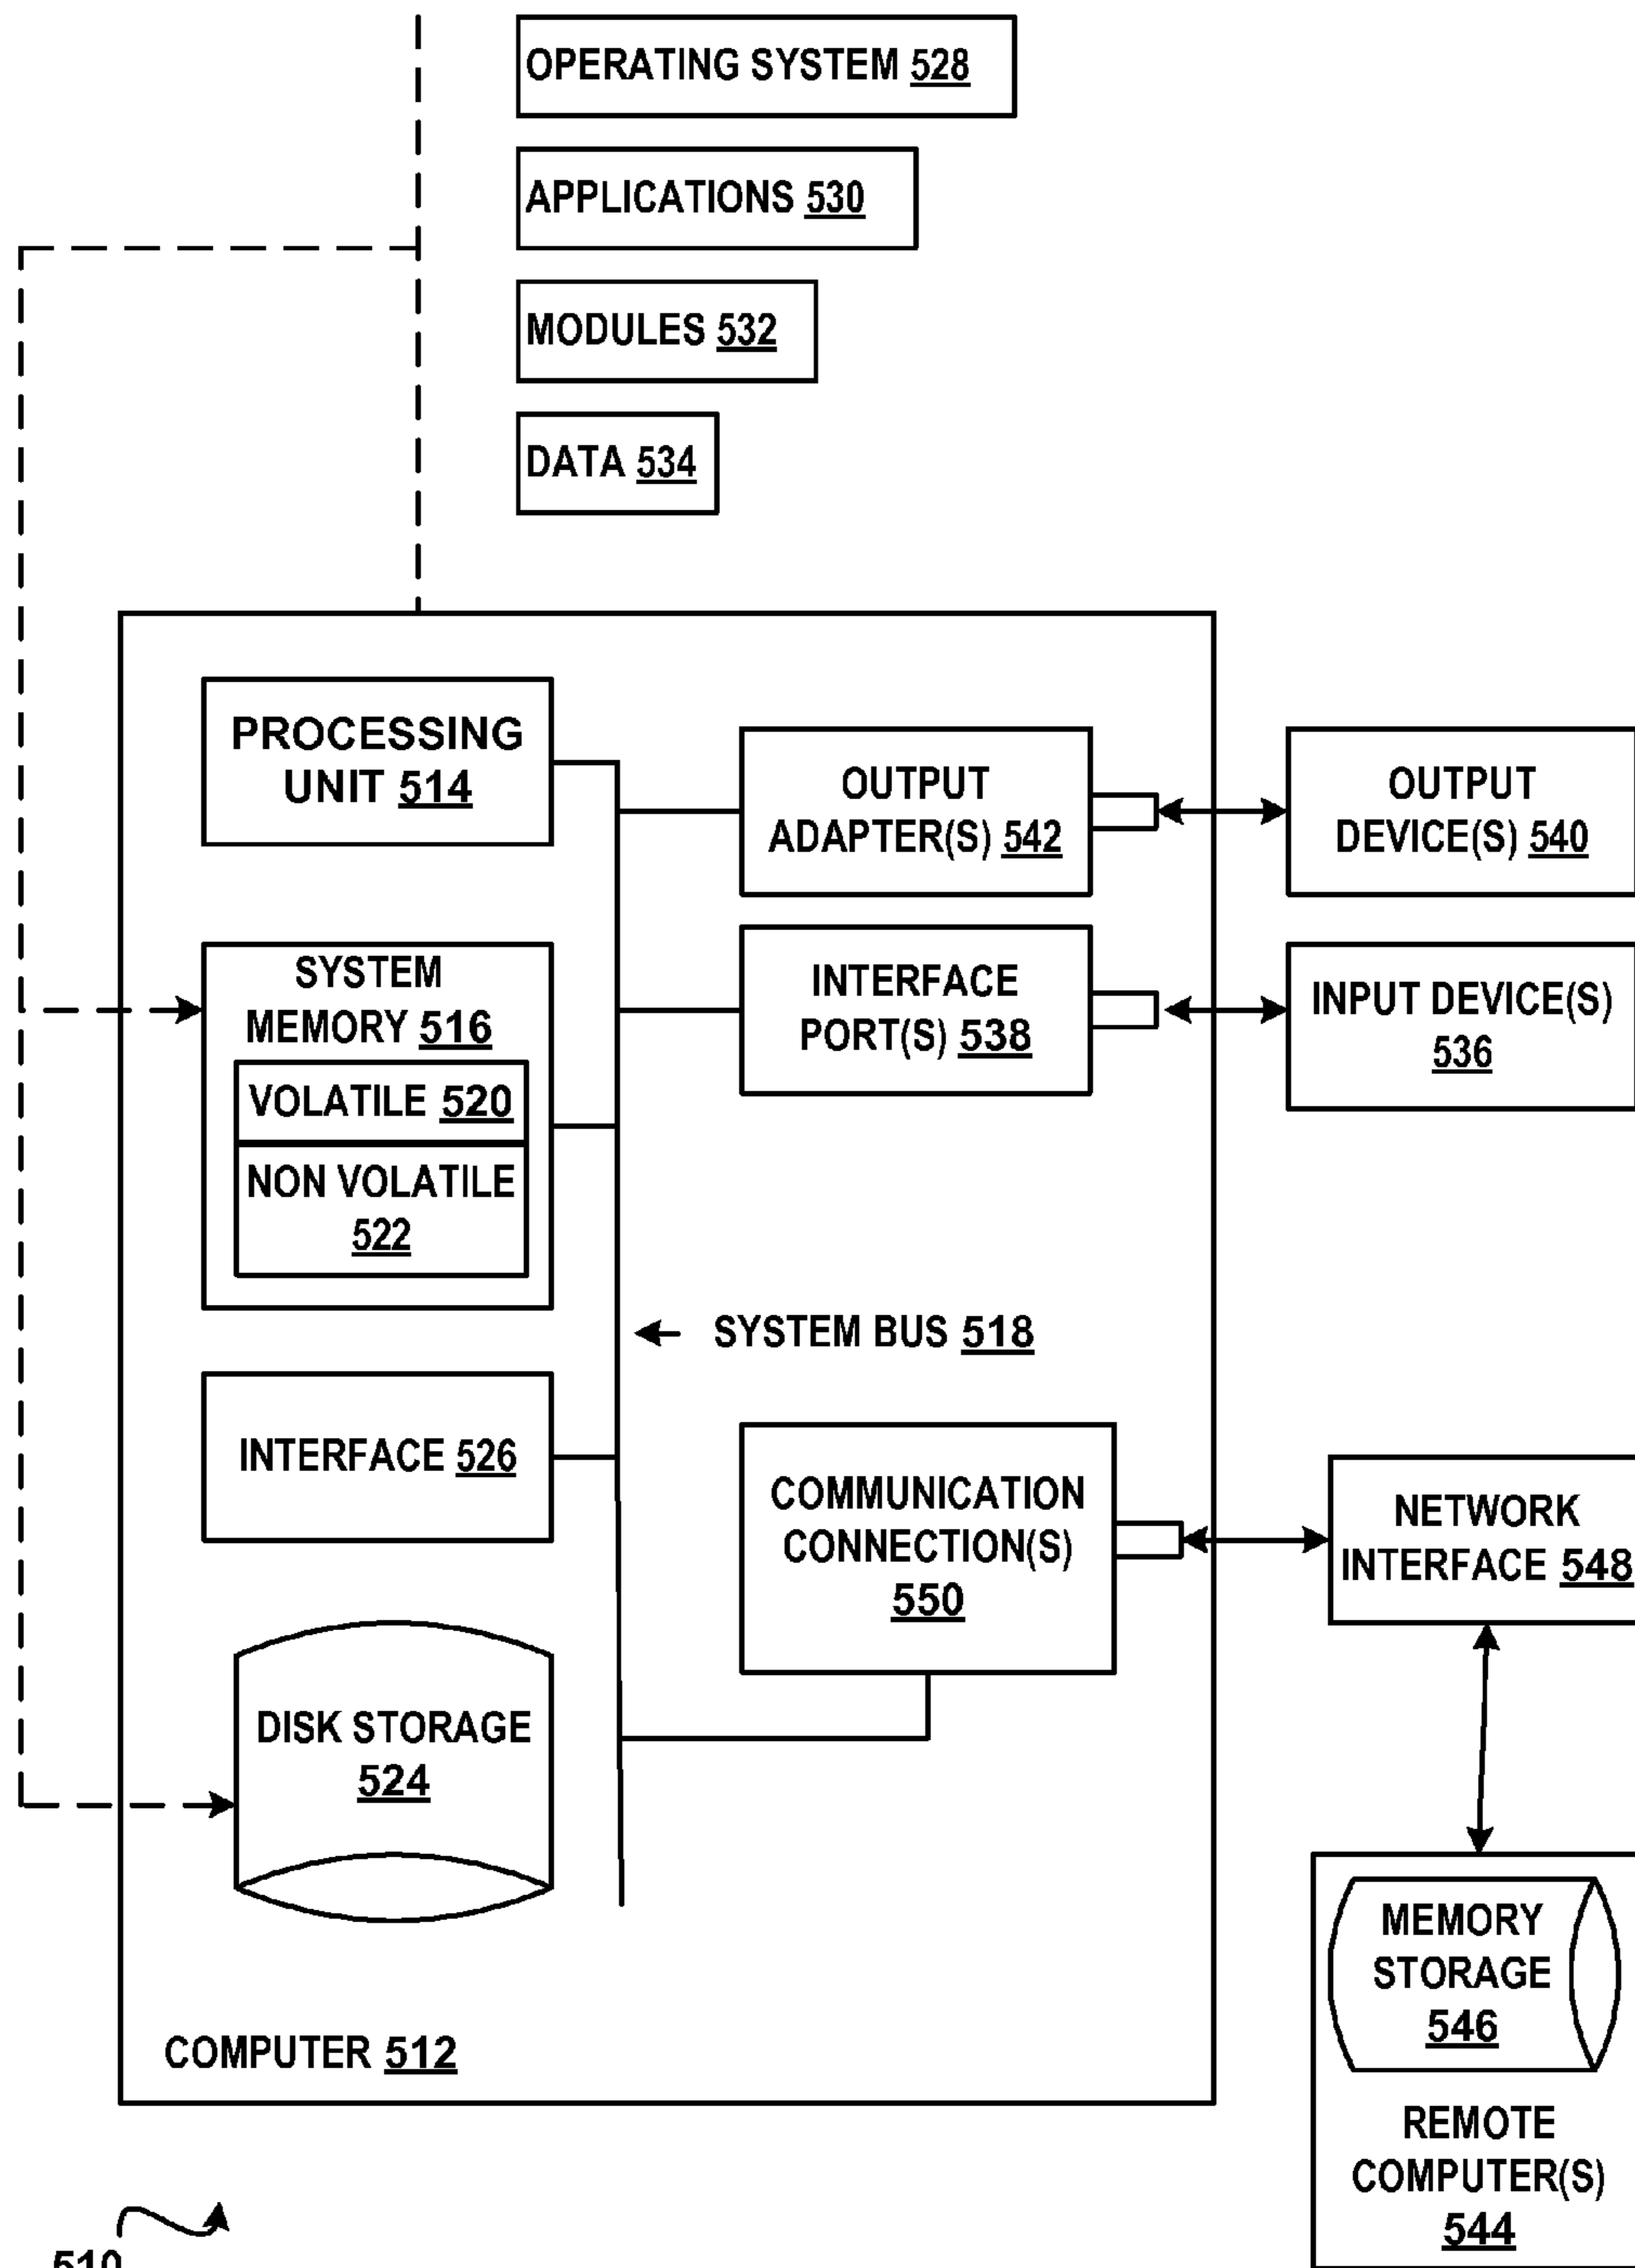 OPERATING SYSTEM 528
APPLICATIONS 530
MODULES 532
DATA 534
PROCESSING
UNIT 514
OUTPUT
ADAPTER(S) 542
OUTPUT
DEVICE(S) 540
SYSTEM
MEMORY 516
VOLATILE 520
NON VOLATILE
522
INTERFACE
PORT(S) 538
INPUT DEVICE(S)
536
SYSTEM BUS 518
INTERFACE 526
COMMUNICATION
CONNECTION(S)
550
NETWORK
INTERFACE 548
DISK STORAGE
524
MEMORY
STORAGE
546
REMOTE
COMPUTER(S)
544
COMPUTER 512
510